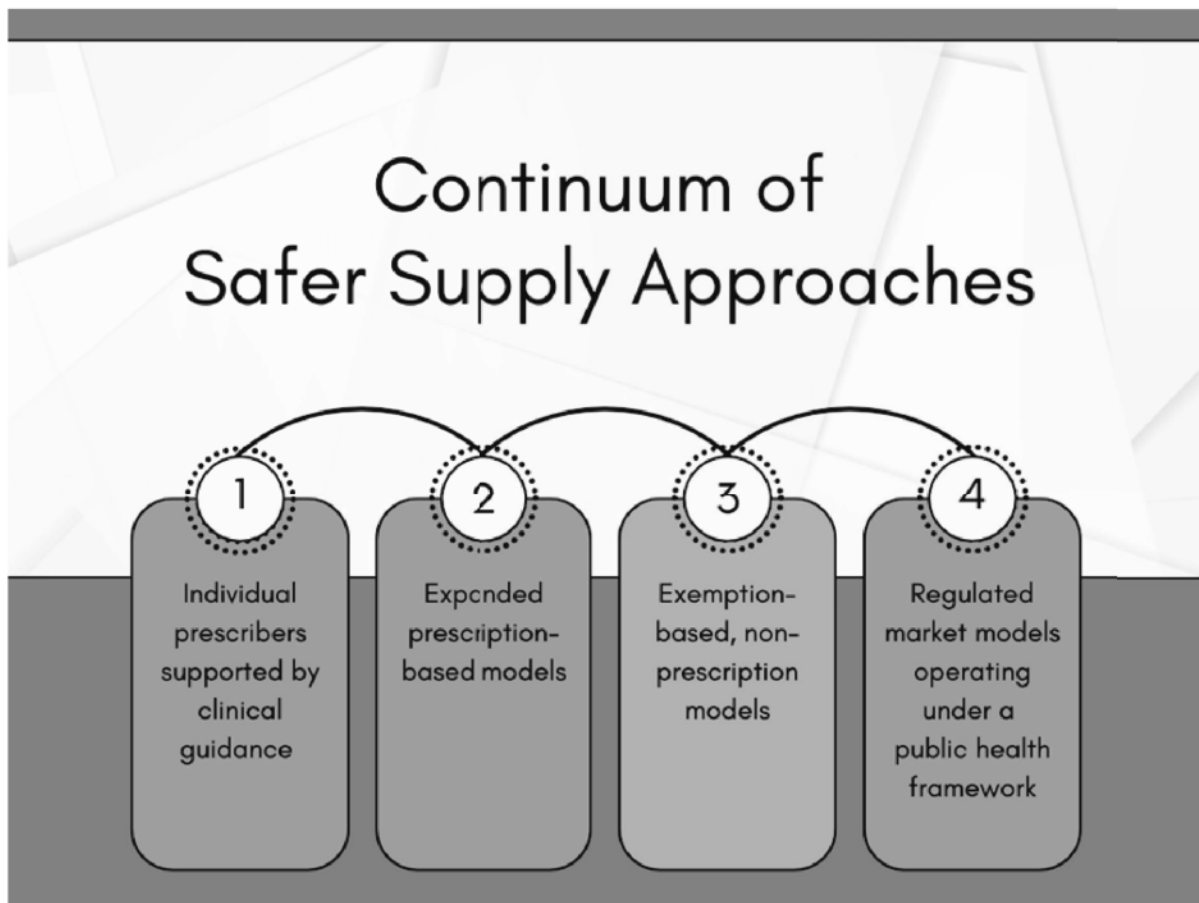 Continuum of
Safer Supply Approaches
1
Individual
prescribers
supported by
clinical
guidance
2
Expanded
prescription-
based models
3
Exemption-
based, non-
prescription
models
4
Regulated
market models
operating
under a
public health
framework